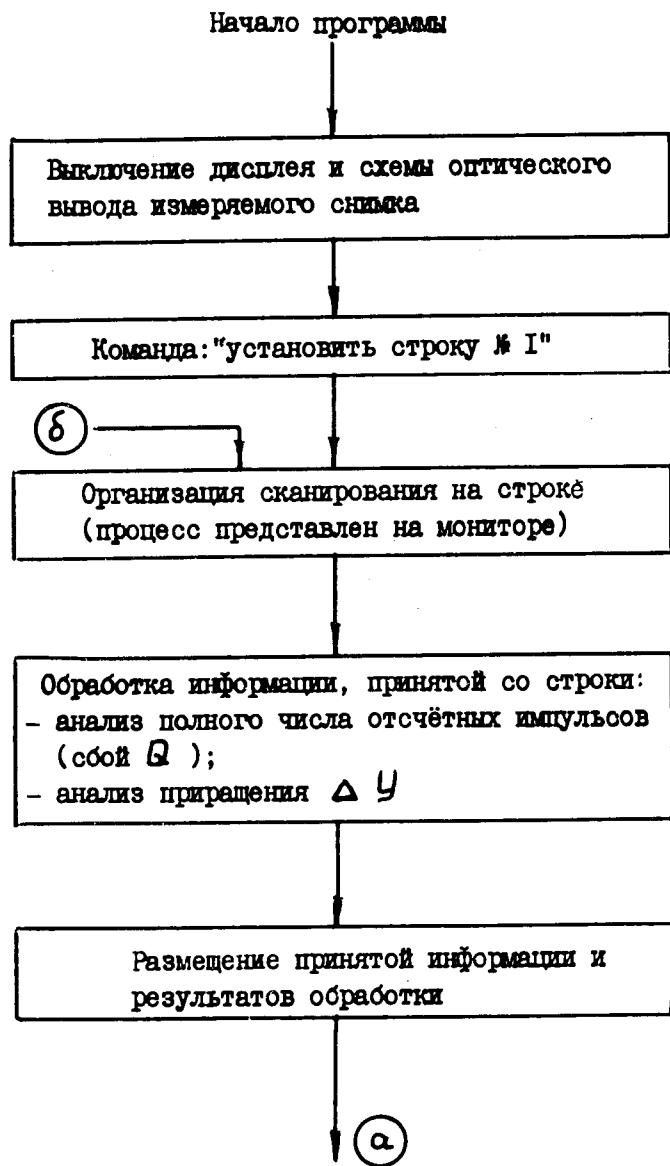 Начало программы
Выключение дисплея и схемы оптического
вывода измеряемого снимка
Команда:"установить строку № I"
б
Организация сканирования на строке
(процесс представлен на мониторе)
Обработка информации, принятой со строки:
- анализ полного числа отсчётных импульсов
(сбой Q );
- анализ приращения Δ У
Размещение принятой информации и
результатов обработки
а